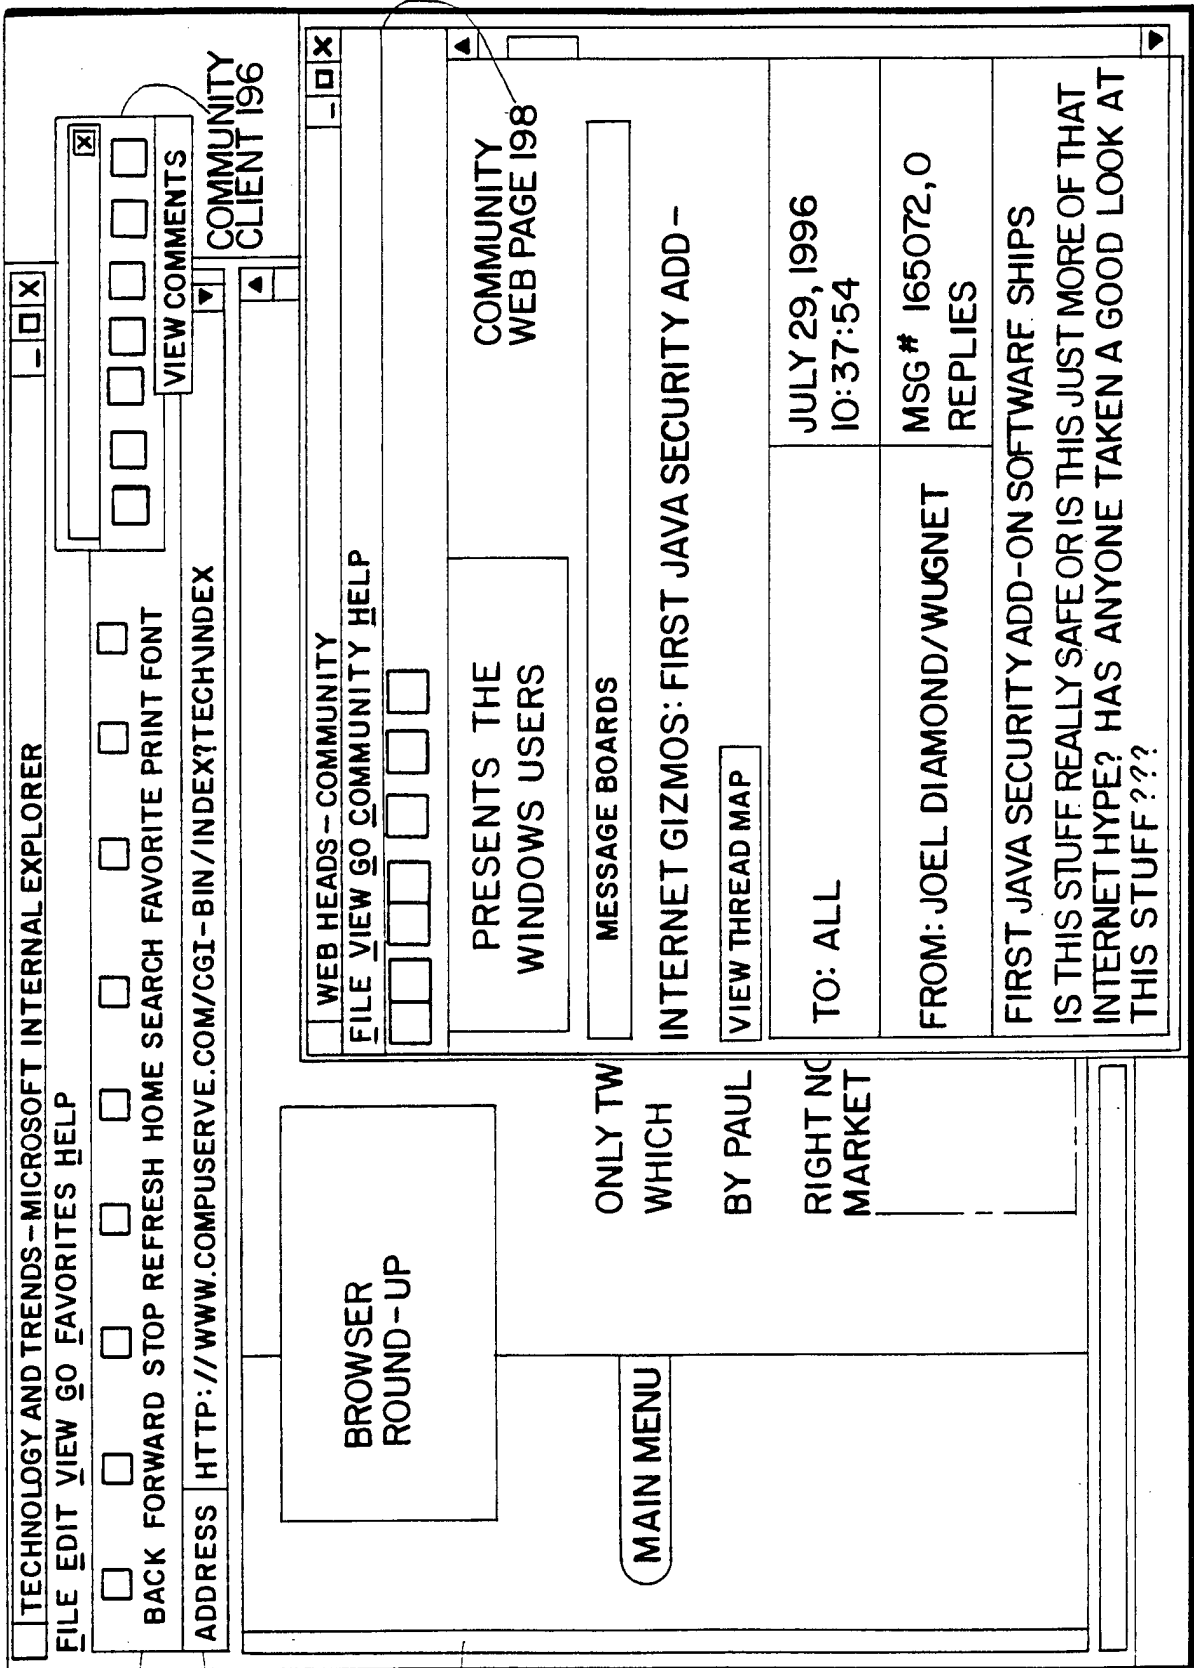 TECHNOLOGY AND TRENDS-MICROSOFT INTERNAL EXPLORER
FILE EDIT VIEW GO FAVORITES HELP
BACK FORWARD STOP REFRESH HOME SEARCH FAVORITE PRINT FONT
VIEW COMMENTS
ADDRESS HTTP://WWW.COMPUSERVE.COM/CGI-BIN/INDEX?TECH\INDEX
COMMUNITY
CLIENT 196
BROWSER
ROUND-UP
MAIN MENU
ONLY TW
WHICH
BY PAUL
RIGHT NO
MARKET
WEB HEADS-COMMUNITY
FILE VIEW GO COMMUNITY HELP
PRESENTS THE
WINDOWS USERS
COMMUNITY
WEB PAGE 198
MESSAGE BOARDS
INTERNET GIZMOS: FIRST JAVA SECURITY ADD-
VIEW THREAD MAP
TO: ALL
JULY 29, 1996
10:37:54
FROM: JOEL DIAMOND/WUGNET
MSG# 165072, 0
REPLIES
FIRST JAVA SECURITY ADD-ON SOFTWARE SHIPS
IS THIS STUFF REALLY SAFE OR IS THIS JUST MORE OF THAT
INTERNET HYPE? HAS ANYONE TAKEN A GOOD LOOK AT
THIS STUFF???